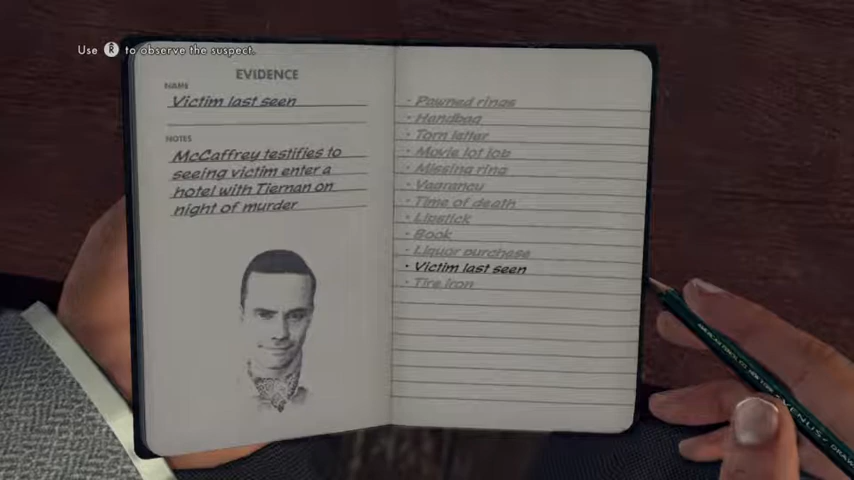 Use R to observe the suspect.
EVIDENCE
NAME
Victim last seen
NOTES
McCaffrey testifies to
seeing victim enter a
hotel with Tiernan on
night of murder
· Pawned rings
· Handbag
· Torn letter
· Movie lot job
· Missing ring
· Vagrancy
· Time of death
· Lipstick
· Book
· Liquor purchase
· Victim last seen
· Tire iron
VENUS